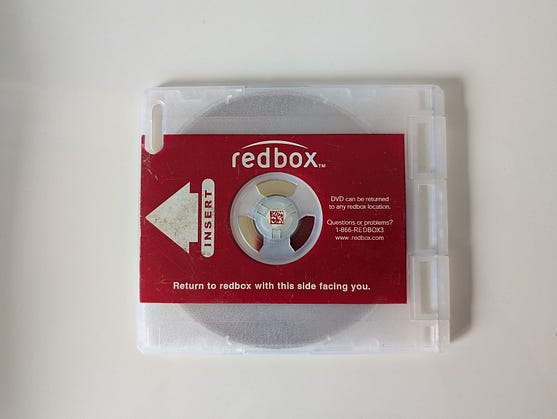 redbox™
INSERT
DVD can be returned
to any redbox location.
Questions or problems?
1-866-REDBOX3
www.redbox.com
Return to redbox with this side facing you.